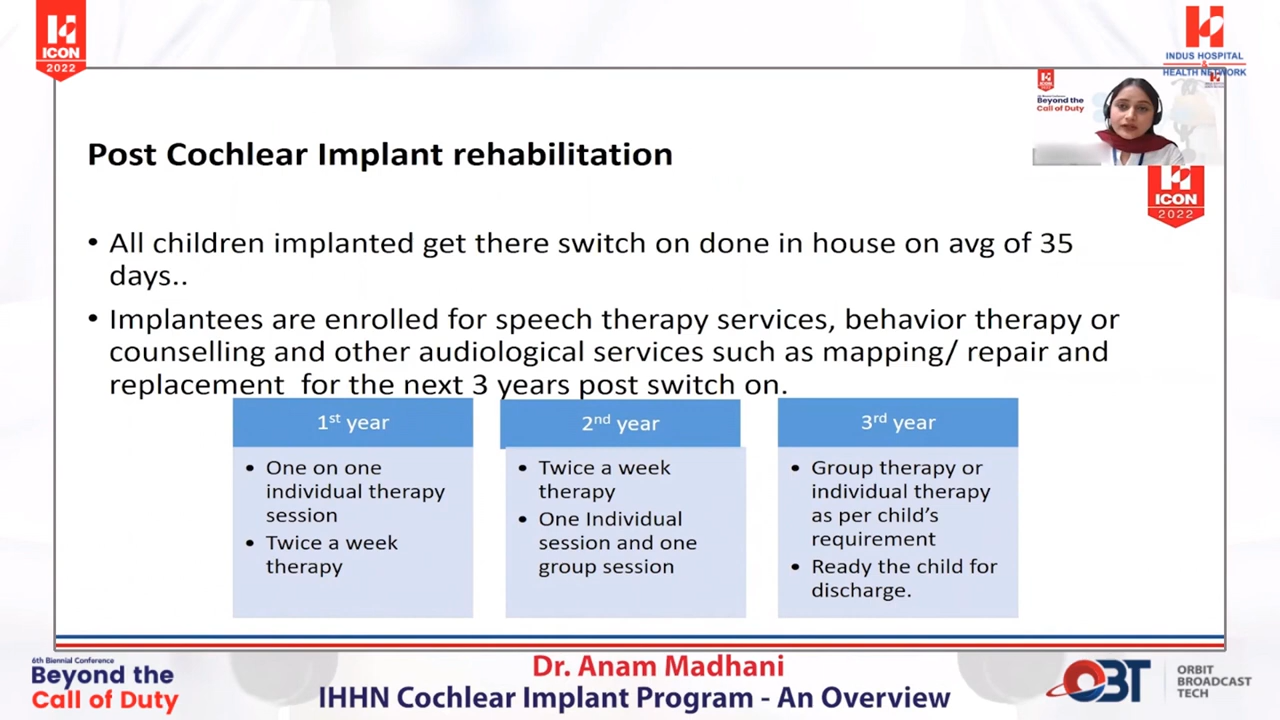 ICON
2022
INDUS HOSPITAL
&
HEALTH NETWORK
Beyond the
Call of Duty
ICON
2022
Post Cochlear Implant rehabilitation
• All children implanted get there switch on done in house on avg of 35
days..
• Implantees are enrolled for speech therapy services, behavior therapy or
counselling and other audiological services such as mapping/ repair and
replacement for the next 3 years post switch on.
1st year
• One on one
individual therapy
session
• Twice a week
therapy
2nd year
• Twice a week
therapy
• One Individual
session and one
group session
3rd year
• Group therapy or
individual therapy
as per child’s
requirement
• Ready the child for
discharge.
6th Biennial Conference
Beyond the
Call of Duty
Dr. Anam Madhani
IHHN Cochlear Implant Program - An Overview
OBT
ORBIT
BROADCAST
TECH